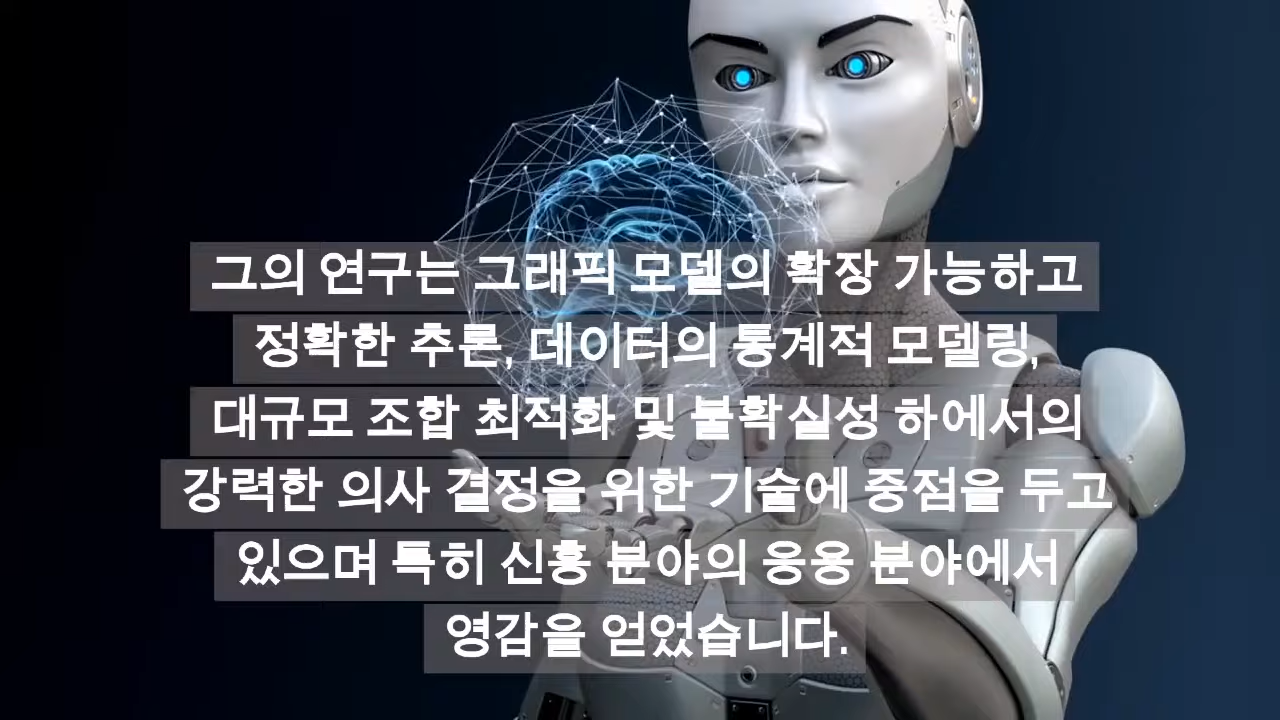 그의 연구는 그래픽 모델의 확장 가능하고
정확한 추론, 데이터의 통계적 모델링,
대규모 조합 최적화 및 불확실성 하에서의
강력한 의사 결정을 위한 기술에 중점을 두고
있으며 특히 신흥 분야의 응용 분야에서
영감을 얻었습니다.